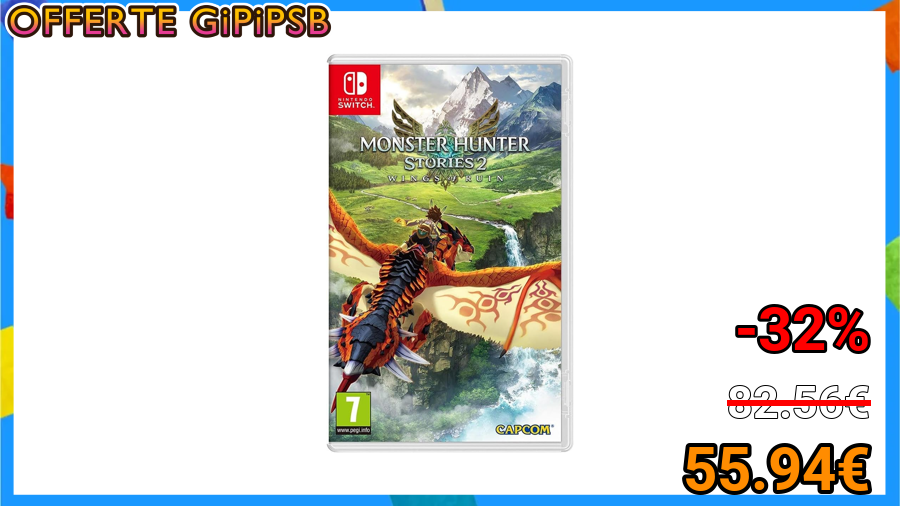 OFFERTE GiPiPSB
NINTENDO
SWITCH
MONSTER HUNTER
STORIES 2
WINGS OF RUIN
7
www.pegi.info
CAPCOM
-32%
82.56€
55.94€